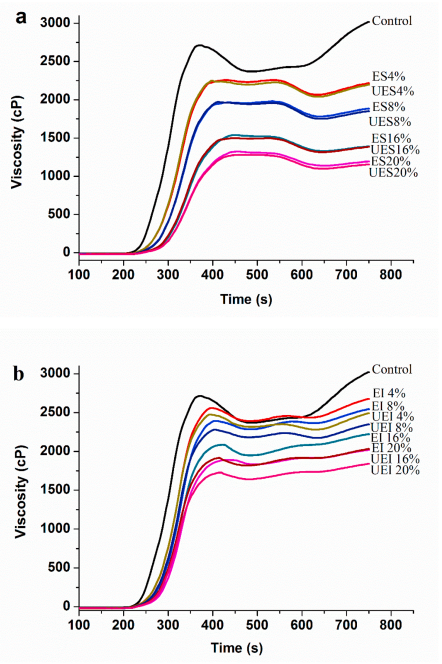 a
Viscosity (cP)
3000
2500
2000
1500
1000
500
0
Control
ES4%
UES4%
ES8%
UES8%
ES16%
UES16%
ES20%
UES20%
100 200 300 400 500 600 700 800
Time (s)
b
Viscosity (cP)
3000
2500
2000
1500
1000
500
0
Control
EI 4%
EI 8%
UEI 4%
UEI 8%
EI 16%
EI 20%
UEI 16%
UEI 20%
100 200 300 400 500 600 700 800
Time (s)